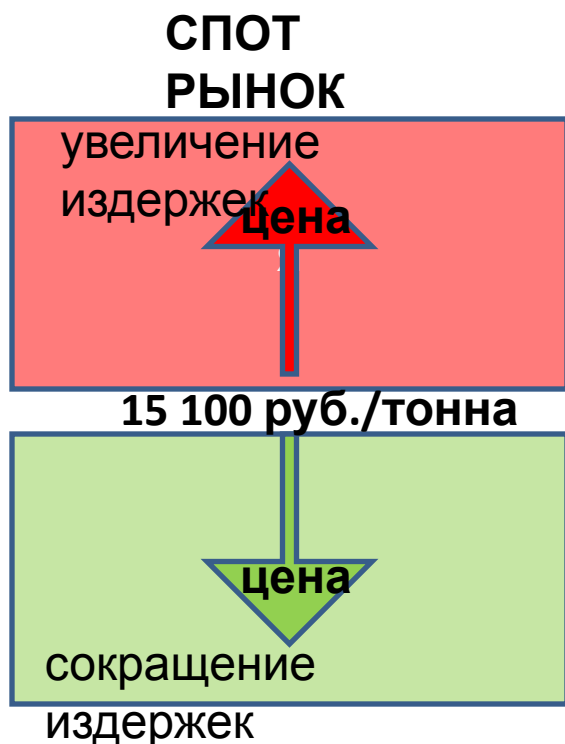 СПОТ
РЫНОК
увеличение
издержек
цена
15 100 руб./тонна
цена
сокращение
издержек